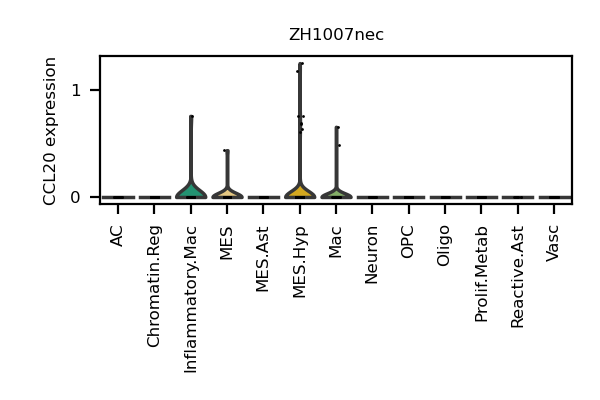 ZH1007nec
CCL20 expression
1
0
AC
Chromatin.Reg
Inflammatory.Mac
MES
MES.Ast
MES.Hyp
Mac
Neuron
OPC
Oligo
Prolif.Metab
Reactive.Ast
Vasc